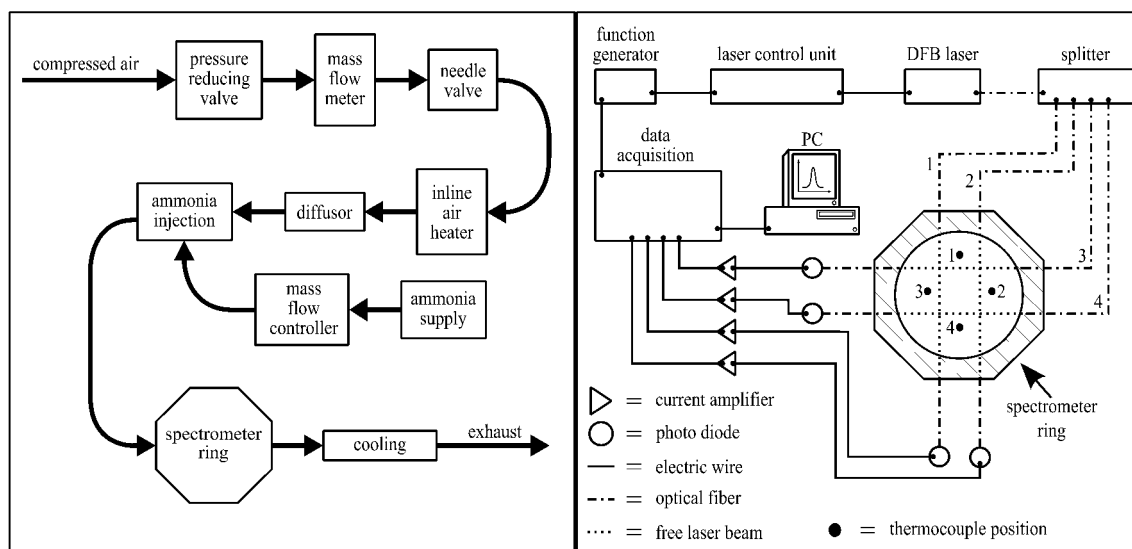 compressed air
pressure
reducing
valve
mass
flow
meter
needle
valve
ammonia
injection
diffusor
inline
air
heater
mass
flow
controller
ammonia
supply
spectrometer
ring
cooling
exhaust
function
generator
laser control unit
DFB laser
splitter
data
acquisition
PC
1
2
3
4
1
3
2
4
spectrometer
ring
= current amplifier
= photo diode
= electric wire
= optical fiber
= free laser beam
= thermocouple position